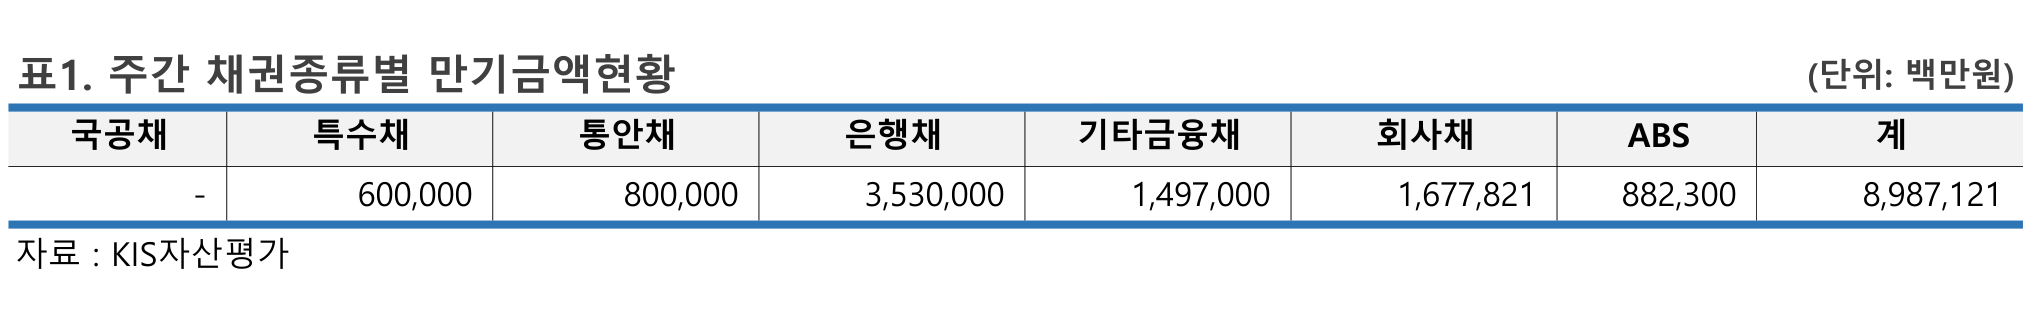 표1. 주간 채권종류별 만기금액현황 (단위: 백만원)
국공채 특수채 통안채 은행채 기타금융채 회사채 ABS 계
- 600,000 800,000 3,530,000 1,497,000 1,677,821 882,300 8,987,121
자료 : KIS자산평가